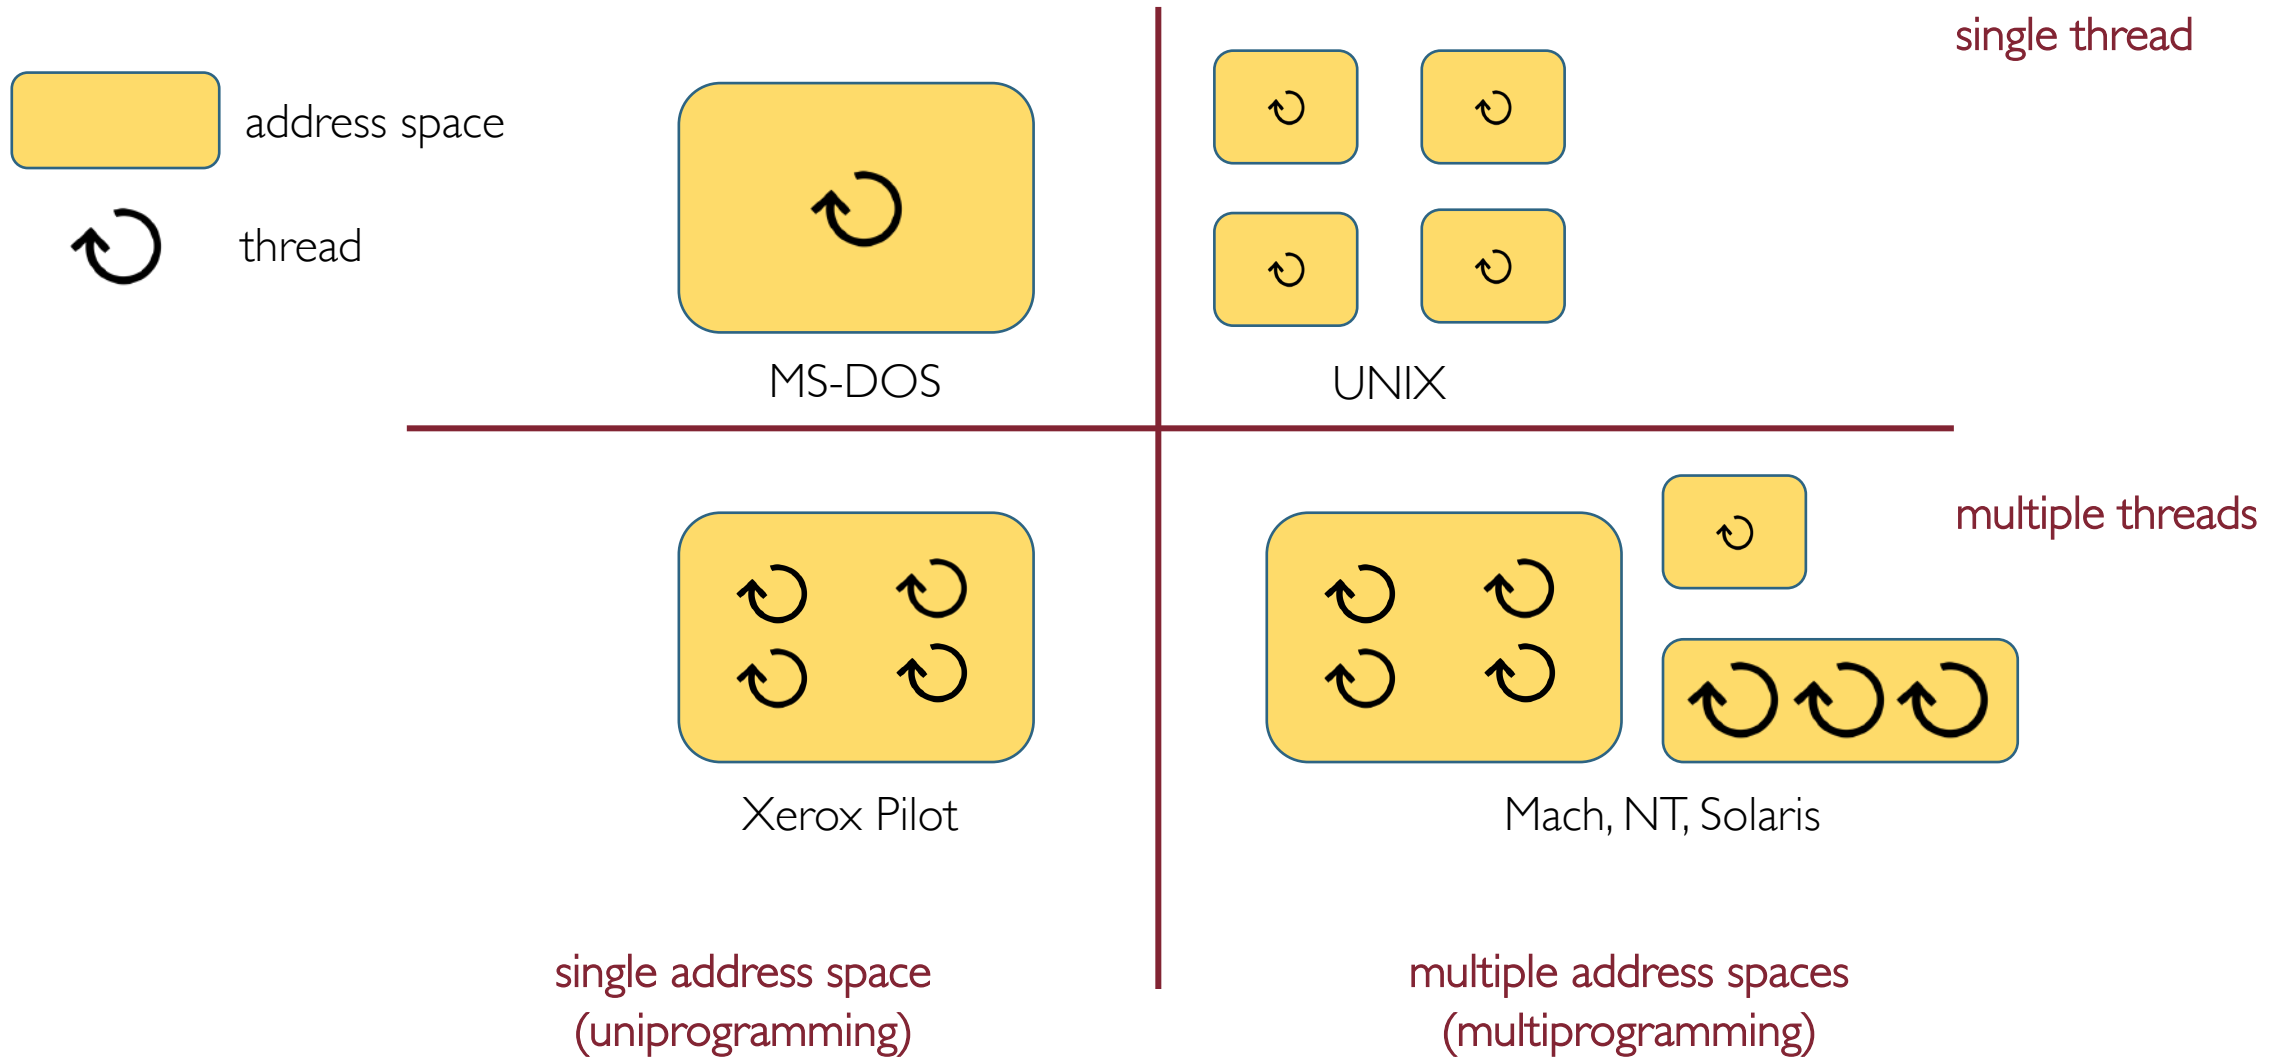 single thread
address space
thread
MS-DOS
UNIX
multiple threads
Xerox Pilot
Mach, NT, Solaris
single address space
(uniprogramming)
multiple address spaces
(multiprogramming)